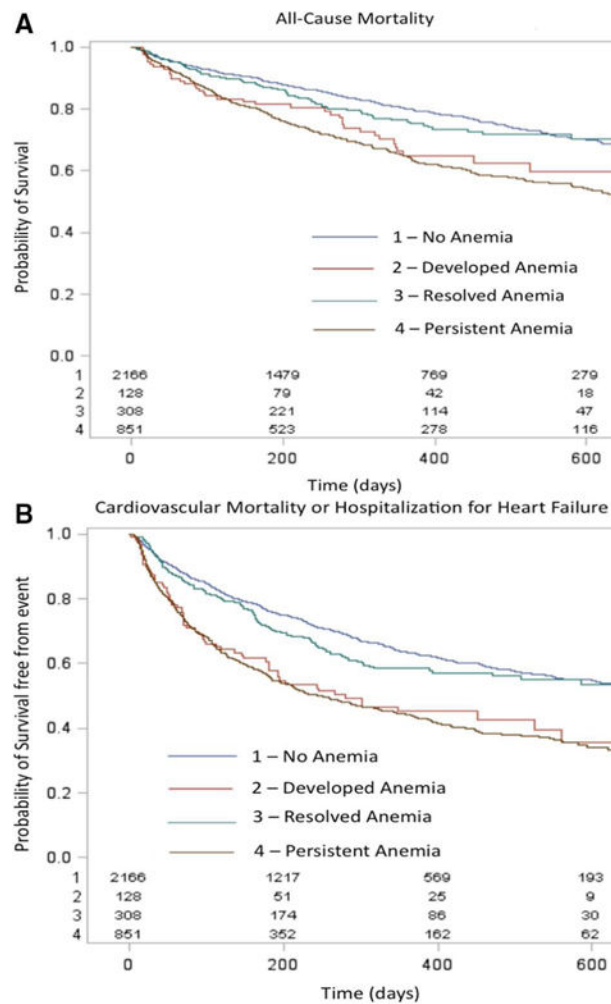 A
All-Cause Mortality
1.0
0.8
0.6
0.4
0.2
0.0
Probability of Survival
1 – No Anemia
2 – Developed Anemia
3 – Resolved Anemia
4 – Persistent Anemia
1 2166 1479 769 279
2 128 79 42 18
3 308 221 114 47
4 851 523 278 116
0 200 400 600
Time (days)
B
Cardiovascular Mortality or Hospitalization for Heart Failure
1.0
0.8
0.6
0.4
0.2
0.0
Probability of Survival free from event
1 – No Anemia
2 – Developed Anemia
3 – Resolved Anemia
4 – Persistent Anemia
1 2166 1217 569 193
2 128 51 25 9
3 308 174 86 30
4 851 352 162 62
0 200 400 600
Time (days)